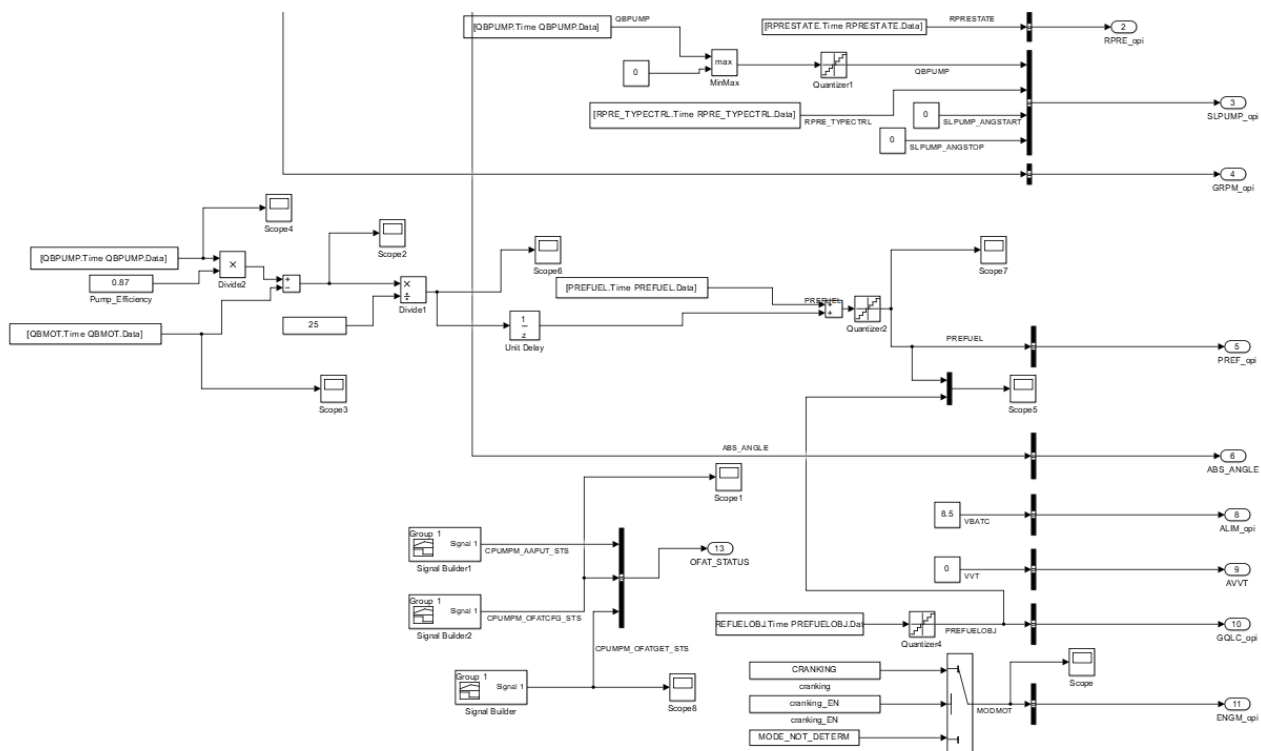 [QBPUMP.Time QBPUMP.Data]
QBPUMP
[RPRESTATE.Time RPRESTATE.Data]
RPRESTATE
2
RPRE_opi
0
max
MinMax
Quantizer1
QBPUMP
[RPRE_TYPECTRL.Time RPRE_TYPECTRL.Data]
RPRE_TYPECTRL
0
SLPUMP_ANGSTART
0
SLPUMP_ANGSTOP
3
SLPUMP_opi
4
GRPM_opi
Scope4
Scope2
[QBPUMP.Time QBPUMP.Data]
×
Divide2
0.87
Pump_Efficiency
+
−
×
÷
Divide1
Scope6
25
[QBMOT.Time QBMOT.Data]
Scope3
1
z
Unit Delay
[PREFUEL.Time PREFUEL.Data]
PREFUEL
+
+
Quantizer2
Scope7
PREFUEL
5
PREF_opi
Scope5
ABS_ANGLE
6
ABS_ANGLE
Scope1
Group 1
Signal 1
Signal Builder1
CPUMPM_AAPUT_STS
13
OFAT_STATUS
8.5
VBATC
8
ALIM_opi
Group 1
Signal 1
Signal Builder2
CPUMPM_OFATCFG_STS
0
VVT
9
AVVT
CPUMPM_OFATGET_STS
REFUELOBJ.Time PREFUELOBJ.Dat
Quantizer4
PREFUELOBJ
10
GQLC_opi
Group 1
Signal 1
Signal Builder
Scope8
CRANKING
cranking
cranking_EN
cranking_EN
MODE_NOT_DETERM
MODMOT
Scope
11
ENGM_opi